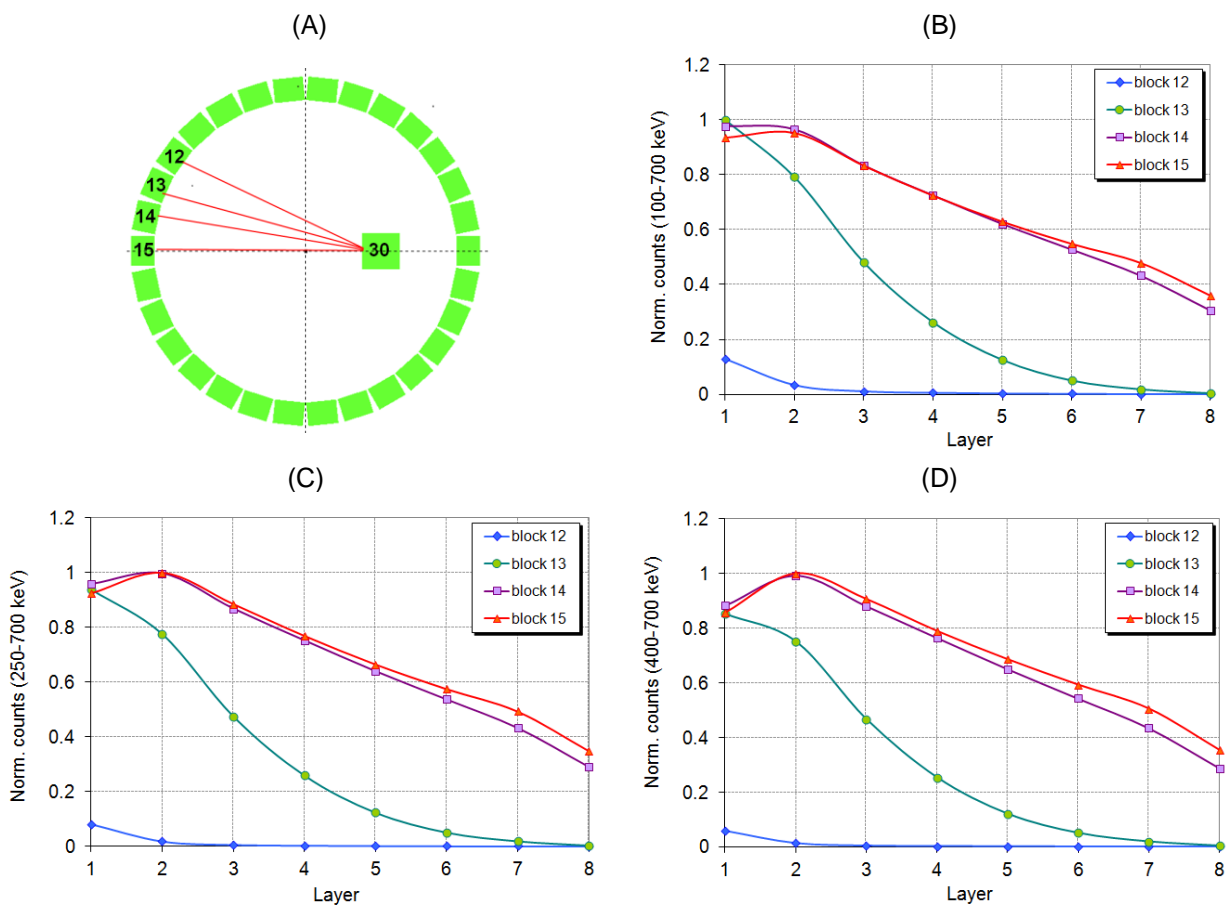 (A)
12
13
14
15
30
(B)
Norm. counts (100-700 keV)
1.2
1
0.8
0.6
0.4
0.2
0
block 12
block 13
block 14
block 15
1 2 3 4 5 6 7 8
Layer
(C)
Norm. counts (250-700 keV)
1.2
1
0.8
0.6
0.4
0.2
0
block 12
block 13
block 14
block 15
1 2 3 4 5 6 7 8
Layer
(D)
Norm. counts (400-700 keV)
1.2
1
0.8
0.6
0.4
0.2
0
block 12
block 13
block 14
block 15
1 2 3 4 5 6 7 8
Layer